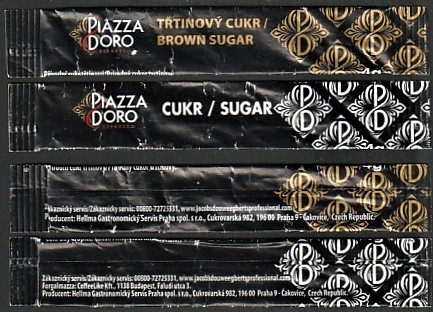 PIAZZA
D'ORO
ESPRESSO
TŘTINOVÝ CUKR /
BROWN SUGAR
4g
PIAZZA
D'ORO
ESPRESSO
CUKR / SUGAR
Zákaznický servis/Zákaznícky servis: 00800-72725331, www.jacobsdouweegbertsprofessional.com
Producent: Hellma Gastronomický Servis Praha spol. s r.o., Cukrovarská 982, 196 00 Praha 9 - Čakovice, Czech Republic.
Zákaznický servis/Zákaznícky servis: 00800-72725331, www.jacobsdouweegbertsprofessional.com
Forgalmazza: CoffeeLike Kft., 1138 Budapest, Faludi utca 3.
Producent: Hellma Gastronomický Servis Praha spol. s r.o., Cukrovarská 982, 196 00 Praha 9 - Čakovice, Czech Republic.